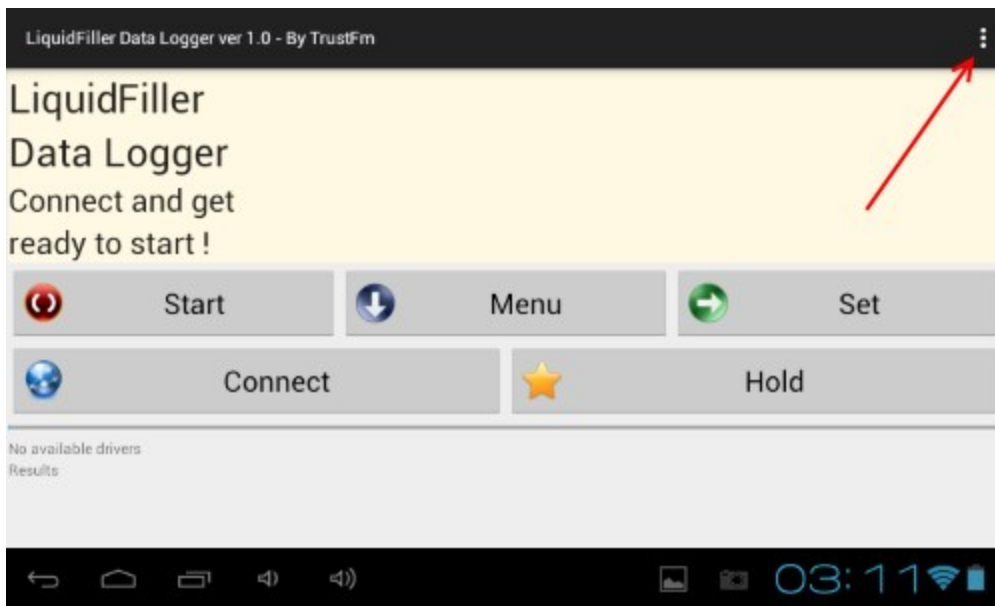 LiquidFiller Data Logger ver 1.0 - By TrustFm
LiquidFiller
Data Logger
Connect and get
ready to start !
Start
Menu
Set
Connect
Hold
No available drivers
Results
03:11